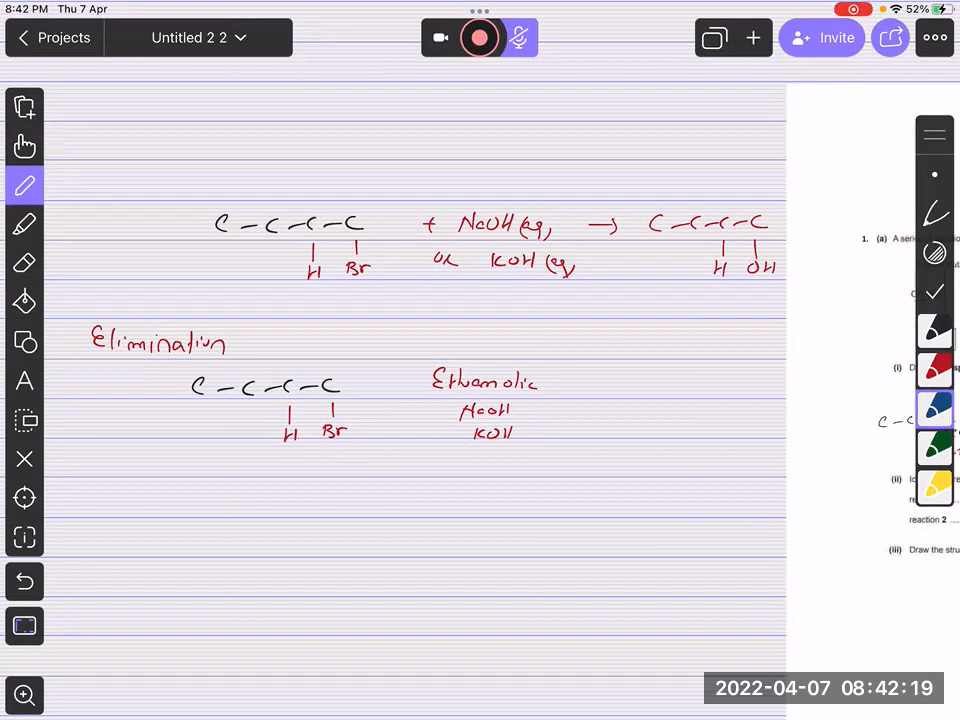 8:42 PM Thu 7 Apr
52%
Projects
Untitled 2 2
Invite
C – C – C – C + NaOH (aq) → C – C – C – C
H Br or KOH (aq) H OH
1. (a) A
Elimination
(i)
C – C – C – C Ethanolic
C – C
NaOH
H Br KOH
(ii)
reaction 2 ....
(iii) Draw the stru
2022-04-07 08:42:19